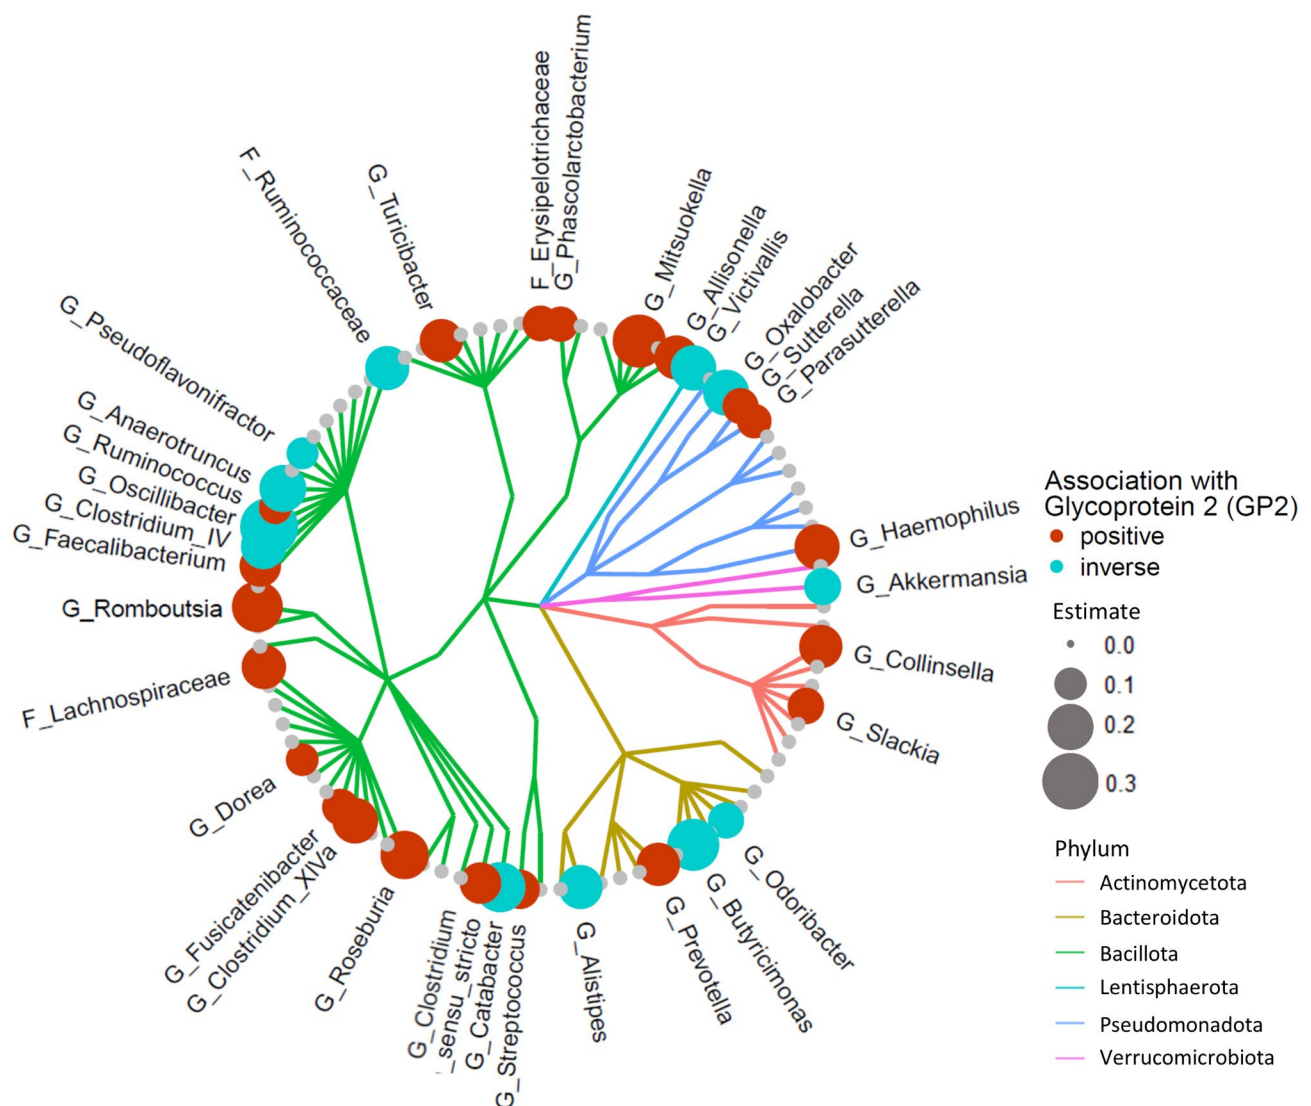 F_Erysipelotrichaceae
G_Phascolarctobacterium
G_Mitsuokella
G_Allisonella
G_Victivallis
G_Oxalobacter
G_Sutterella
G_Parasutterella
G_Haemophilus
G_Akkermansia
G_Collinsella
G_Slackia
G_Odoribacter
G_Butyricimonas
G_Prevotella
G_Alistipes
G_Streptococcus
G_Catabacter
G_Clostridium
_sensu_stricto
G_Roseburia
G_Clostridium_XIVa
G_Fusicatenibacter
G_Dorea
F_Lachnospiraceae
G_Romboutsia
G_Faecalibacterium
G_Clostridium_IV
G_Oscillibacter
G_Ruminococcus
G_Anaerotruncus
G_Pseudoflavonifractor
F_Ruminococcaceae
G_Turicibacter
Association with
Glycoprotein 2 (GP2)
positive
inverse
Estimate
0.0
0.1
0.2
0.3
Phylum
Actinomycetota
Bacteroidota
Bacillota
Lentisphaerota
Pseudomonadota
Verrucomicrobiota